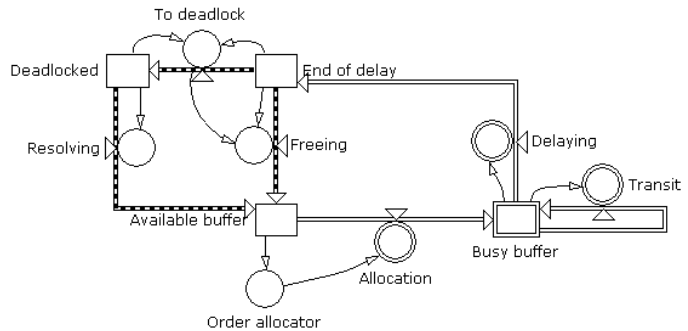 To deadlock
Deadlocked
End of delay
Resolving
Freeing
Delaying
Transit
Available buffer
Busy buffer
Allocation
Order allocator